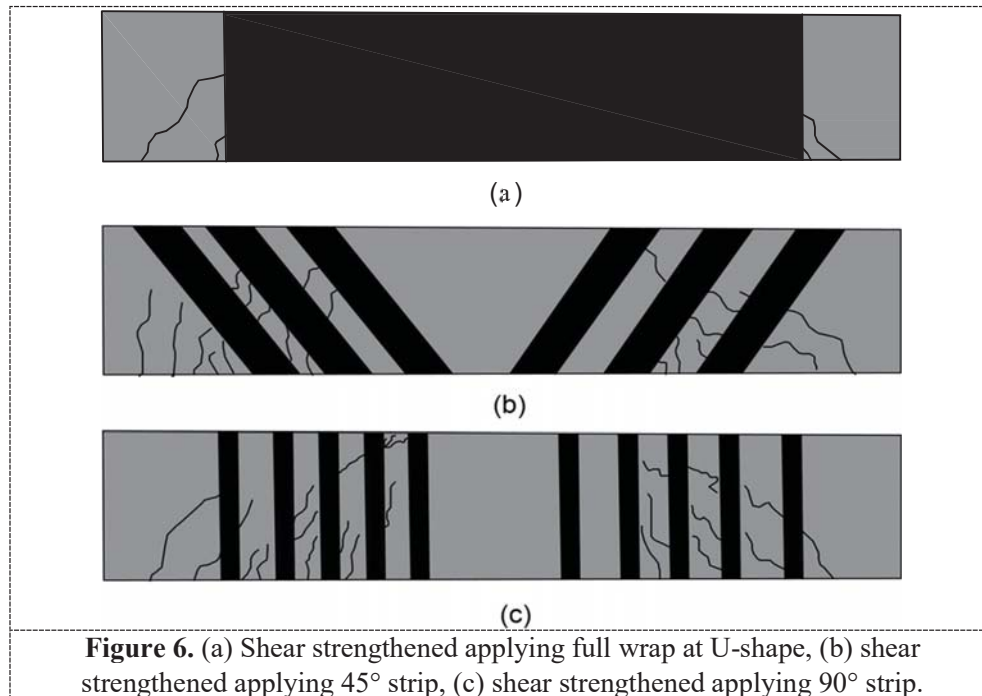 (a)
(b)
(c)
Figure 6. (a) Shear strengthened applying full wrap at U-shape, (b) shear
strengthened applying 45° strip, (c) shear strengthened applying 90° strip.